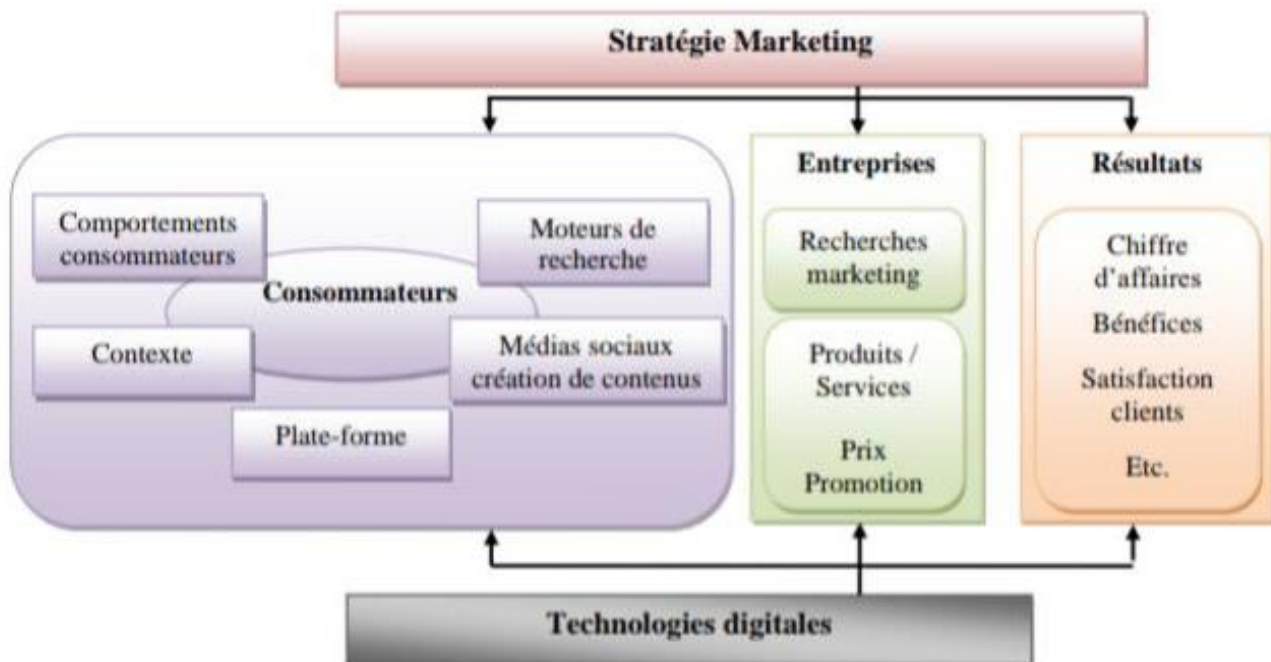 Stratégie Marketing
Comportements
consommateurs
Moteurs de
recherche
Consommateurs
Contexte
Médias sociaux
création de contenus
Plate-forme
Entreprises
Recherches
marketing
Produits /
Services
Prix
Promotion
Résultats
Chiffre
d'affaires
Bénéfices
Satisfaction
clients
Etc.
Technologies digitales